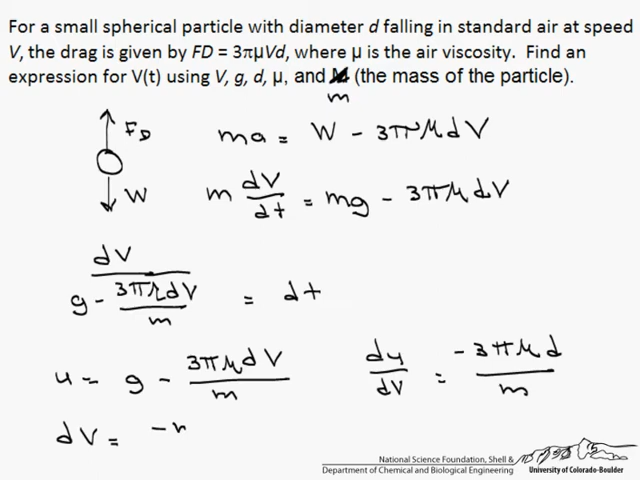 For a small spherical particle with diameter d falling in standard air at speed
V, the drag is given by FD = 3πμVd, where μ is the air viscosity. Find an
expression for V(t) using V, g, d, μ, and M (the mass of the particle).
m
F_D
W
ma = W - 3πμdV
m dV/dt = mg - 3πμdV
dV / (g - 3πμdV/m) = dt
u = g - 3πμdV/m
du/dV = -3πμd/m
dV = -
National Science Foundation, Shell &
Department of Chemical and Biological Engineering
University of Colorado-Boulder